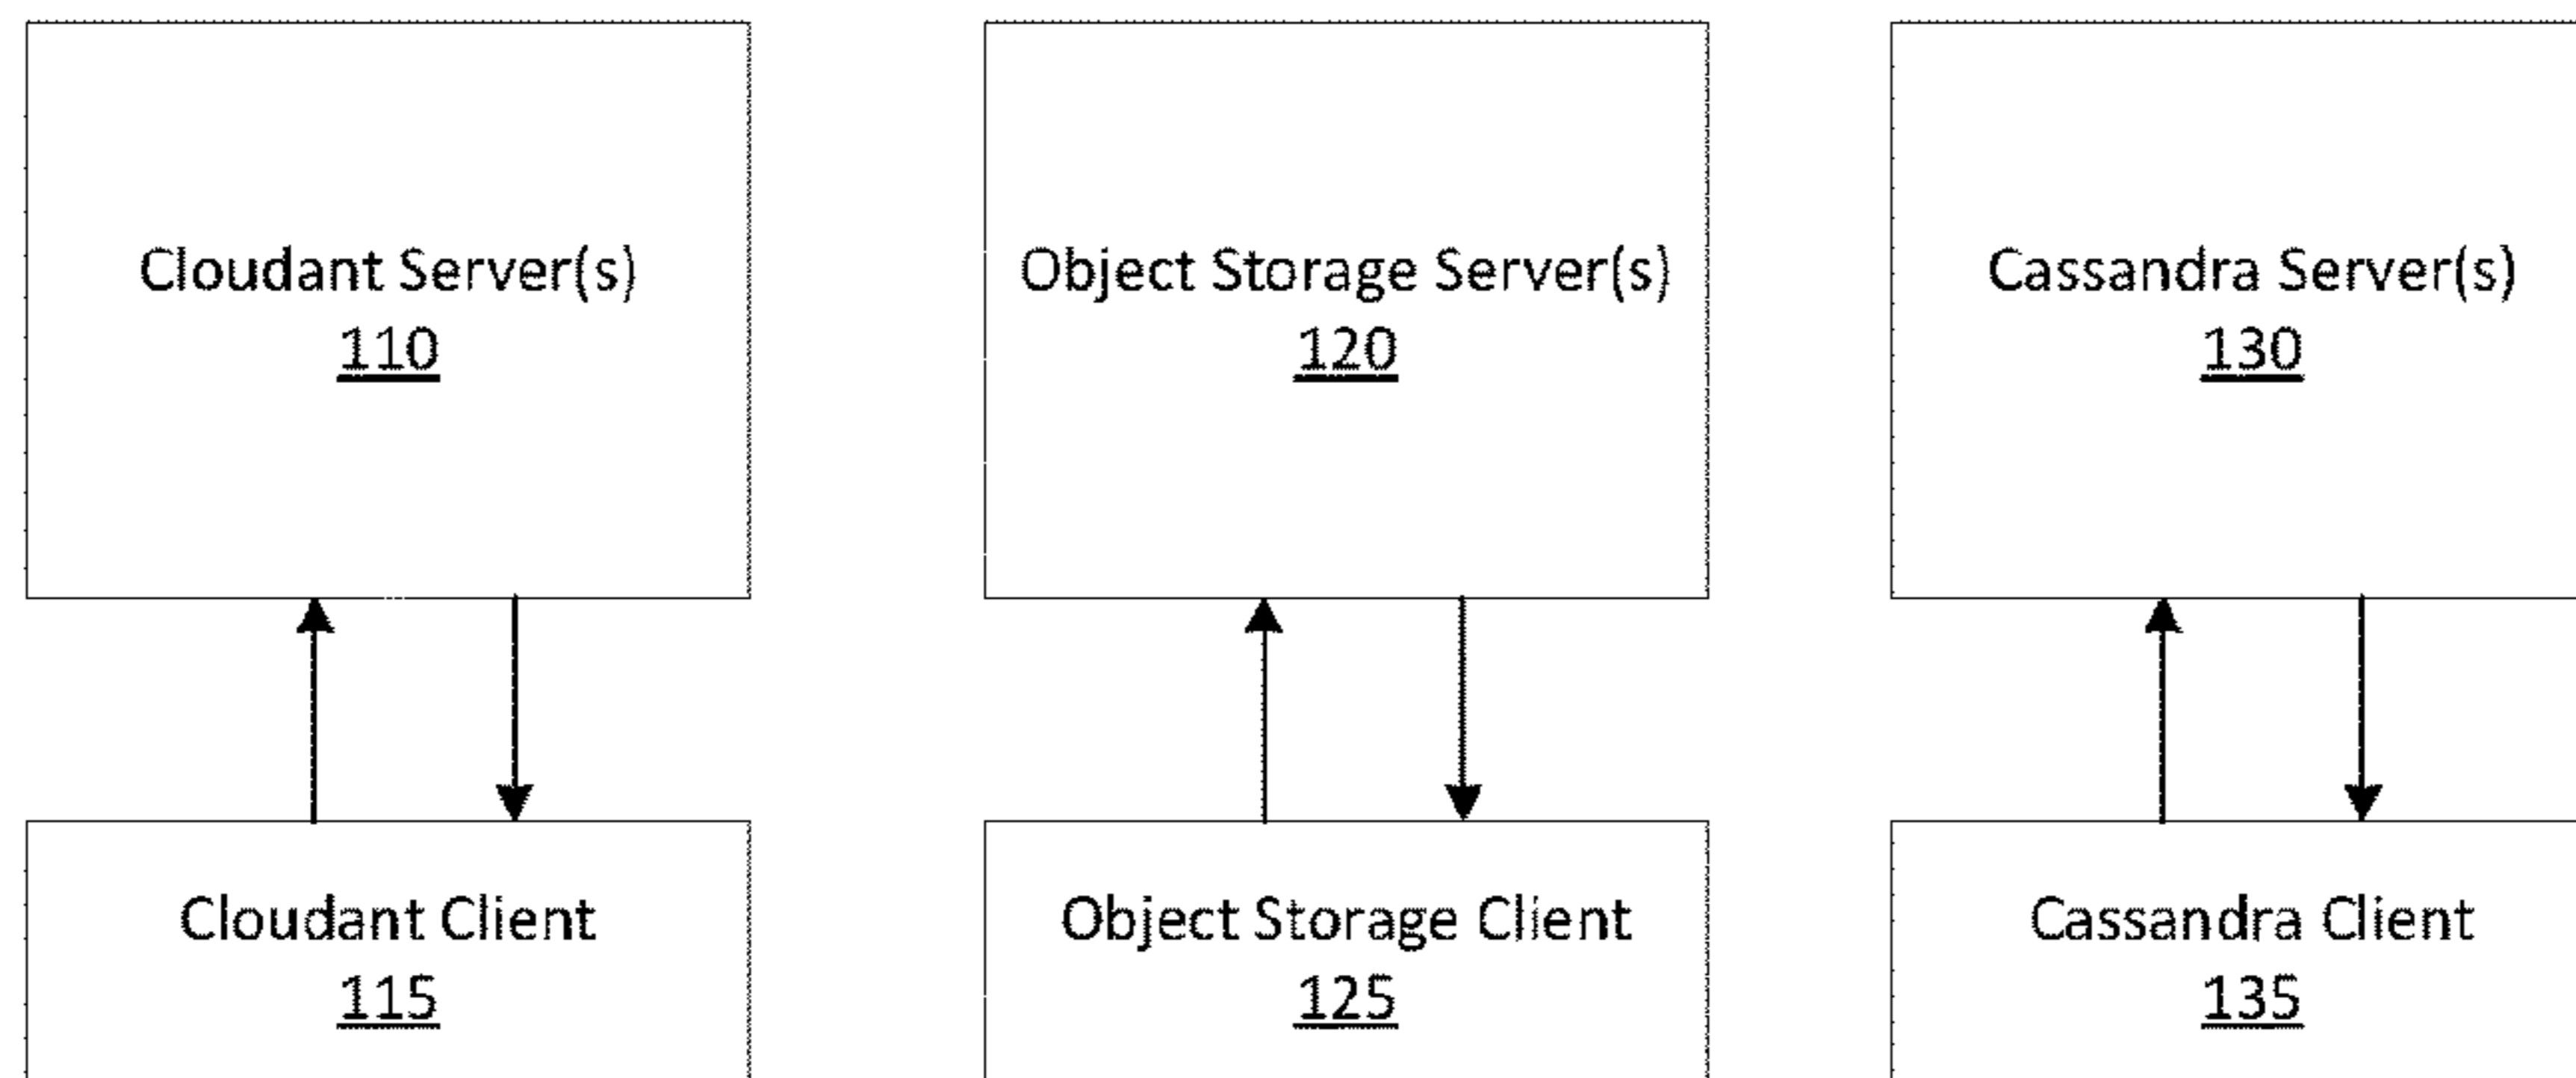 Cloudant Server(s)
110
Object Storage Server(s)
120
Cassandra Server(s)
130
Cloudant Client
115
Object Storage Client
125
Cassandra Client
135